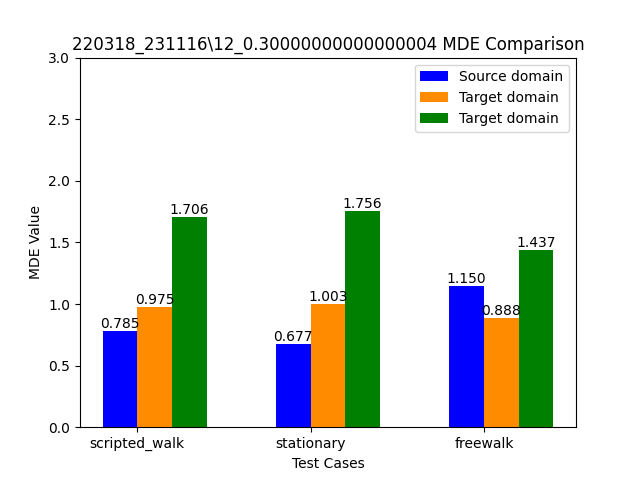 220318_231116\12_0.30000000000000004 MDE Comparison
3.0
2.5
2.0
1.5
1.0
0.5
0.0
MDE Value
Source domain
Target domain
Target domain
0.785
0.975
1.706
0.677
1.003
1.756
1.150
0.888
1.437
scripted_walk
stationary
freewalk
Test Cases